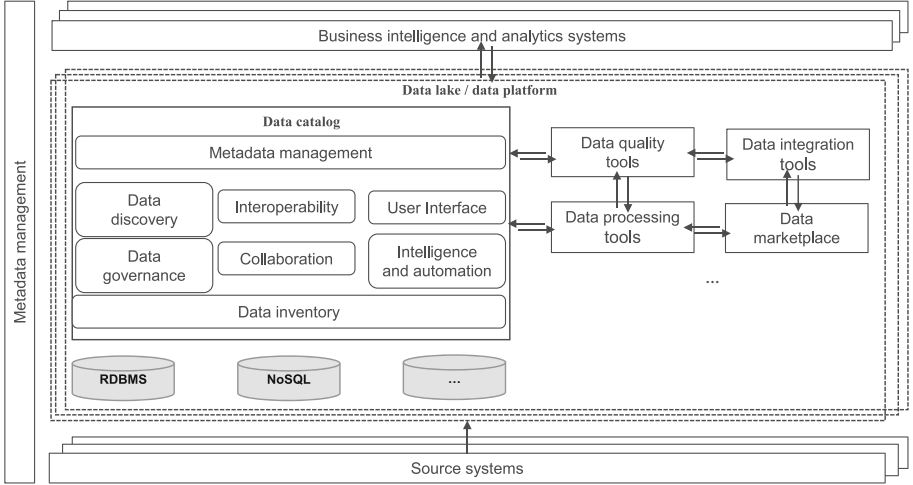 Business intelligence and analytics systems
Metadata management
Data lake / data platform
Data catalog
Metadata management
Data
discovery
Interoperability
User Interface
Data
governance
Collaboration
Intelligence
and automation
Data inventory
Data quality
tools
Data integration
tools
Data processing
tools
Data
marketplace
...
RDBMS
NoSQL
...
Source systems